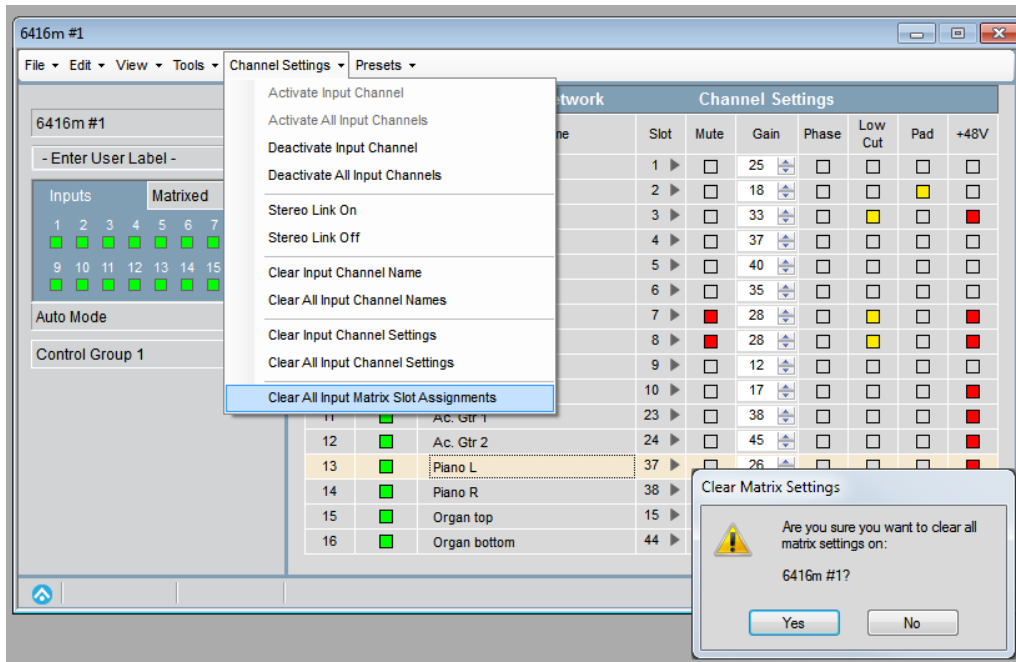 6416m #1
File Edit View Tools Channel Settings Presets
Activate Input Channel
Activate All Input Channels
Deactivate Input Channel
Deactivate All Input Channels
Stereo Link On
Stereo Link Off
Clear Input Channel Name
Clear All Input Channel Names
Clear Input Channel Settings
Clear All Input Channel Settings
Clear All Input Matrix Slot Assignments
6416m #1
- Enter User Label -
Inputs Matrixed
1 2 3 4 5 6 7
9 10 11 12 13 14 15
Auto Mode
Control Group 1
Channel Settings
Slot Mute Gain Phase Low Cut Pad +48V
1 25
2 18
3 33
4 37
5 40
6 35
7 28
8 28
9 12
10 17
11 Ac. Gtr 1 23 38
12 Ac. Gtr 2 24 45
13 Piano L 37 26
14 Piano R 38
15 Organ top 15
16 Organ bottom 44
Clear Matrix Settings
Are you sure you want to clear all
matrix settings on:
6416m #1?
Yes No